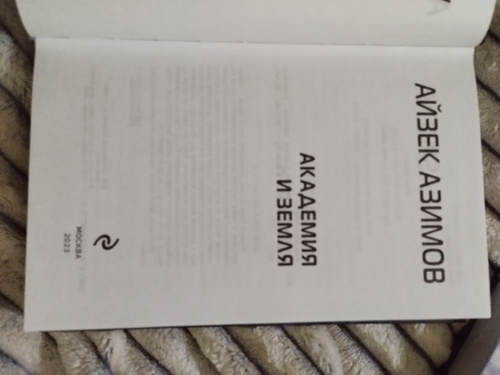 АЙЗЕК АЗИМОВ
АКАДЕМИЯ
И ЗЕМЛЯ
МОСКВА
2023